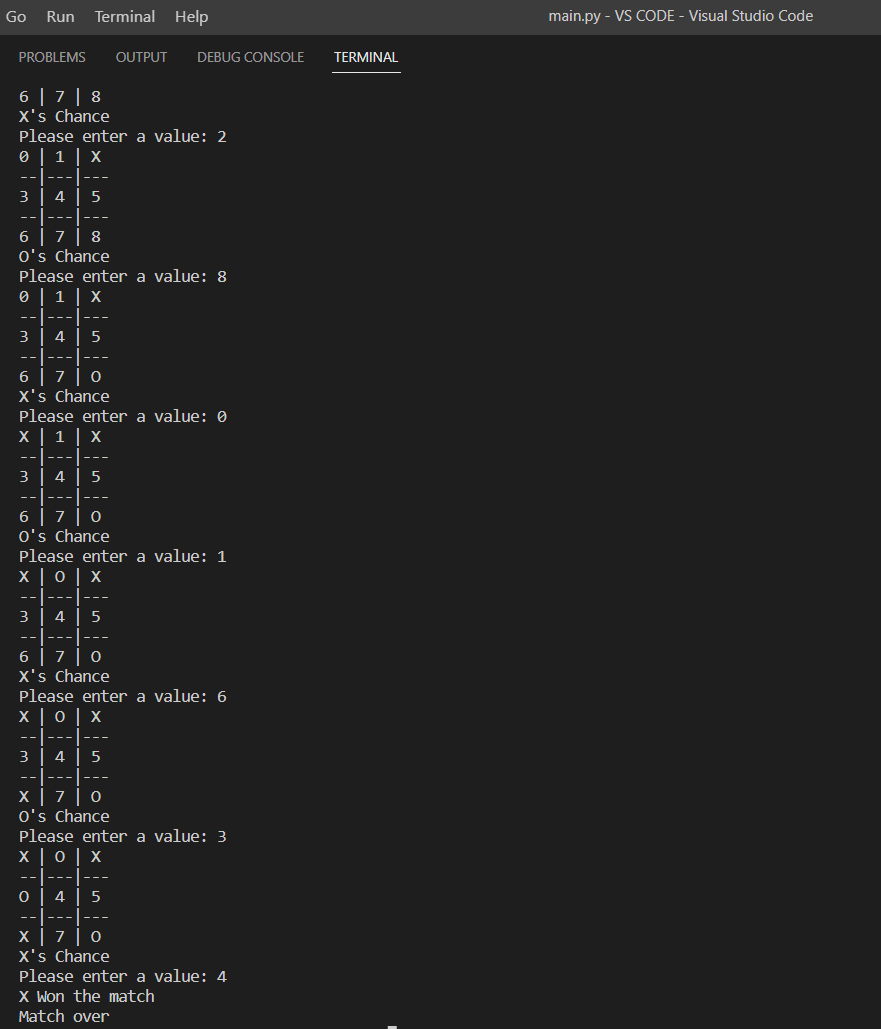 Go Run Terminal Help main.py - VS CODE - Visual Studio Code
PROBLEMS OUTPUT DEBUG CONSOLE TERMINAL
6 | 7 | 8
X's Chance
Please enter a value: 2
0 | 1 | X
--|---|---
3 | 4 | 5
--|---|---
6 | 7 | 8
O's Chance
Please enter a value: 8
0 | 1 | X
--|---|---
3 | 4 | 5
--|---|---
6 | 7 | O
X's Chance
Please enter a value: 0
X | 1 | X
--|---|---
3 | 4 | 5
--|---|---
6 | 7 | O
O's Chance
Please enter a value: 1
X | O | X
--|---|---
3 | 4 | 5
--|---|---
6 | 7 | O
X's Chance
Please enter a value: 6
X | O | X
--|---|---
3 | 4 | 5
--|---|---
X | 7 | O
O's Chance
Please enter a value: 3
X | O | X
--|---|---
O | 4 | 5
--|---|---
X | 7 | O
X's Chance
Please enter a value: 4
X Won the match
Match over